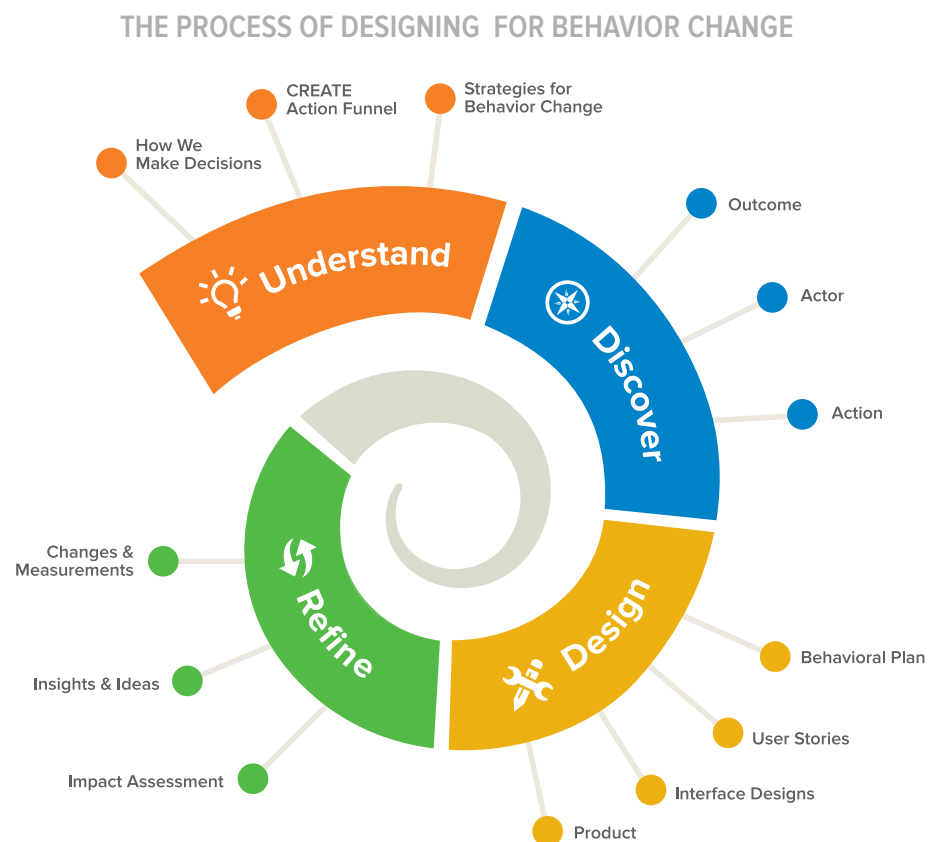 THE PROCESS OF DESIGNING FOR BEHAVIOR CHANGE
How We
Make Decisions
CREATE
Action Funnel
Strategies for
Behavior Change
Understand
Outcome
Actor
Action
Discover
Behavioral Plan
User Stories
Interface Designs
Product
Design
Impact Assessment
Insights & Ideas
Changes &
Measurements
Refine